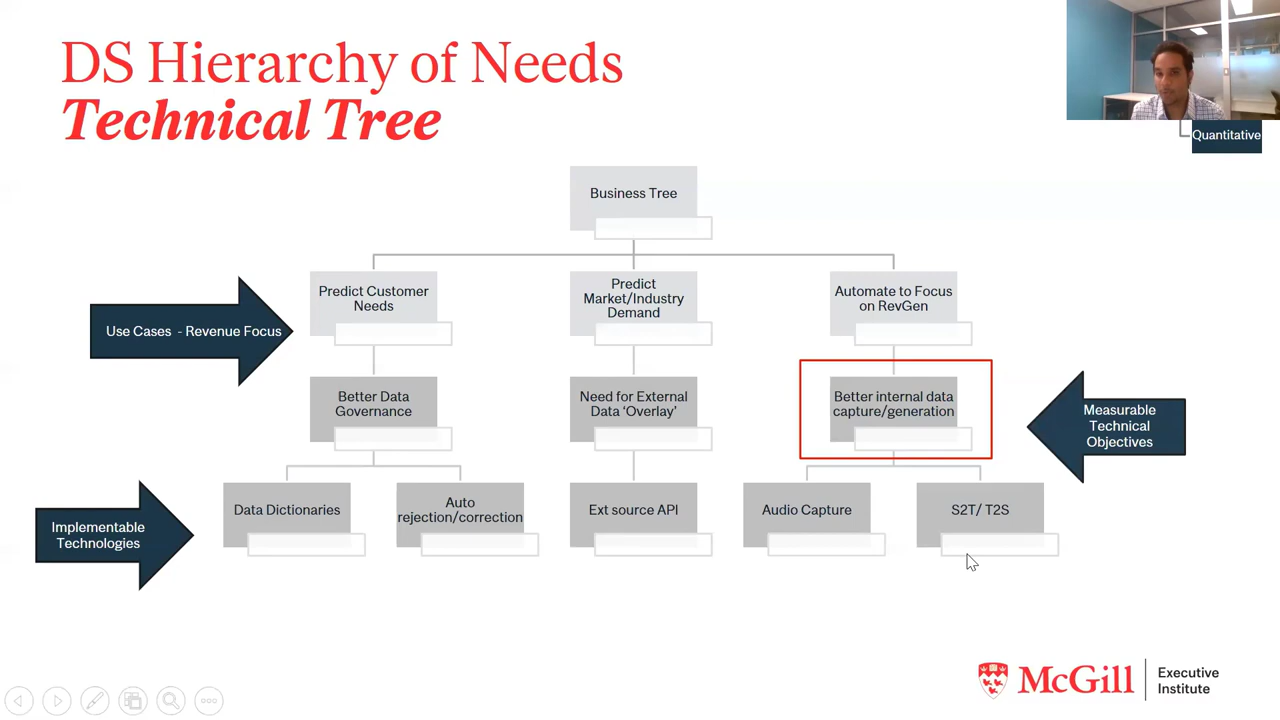 DS Hierarchy of Needs
Technical Tree
Quantitative
Business Tree
Use Cases - Revenue Focus
Predict Customer
Needs
Predict
Market/Industry
Demand
Automate to Focus
on RevGen
Better Data
Governance
Need for External
Data ‘Overlay’
Better internal data
capture/generation
Measurable
Technical
Objectives
Implementable
Technologies
Data Dictionaries
Auto
rejection/correction
Ext source API
Audio Capture
S2T/ T2S
McGill
Executive
Institute